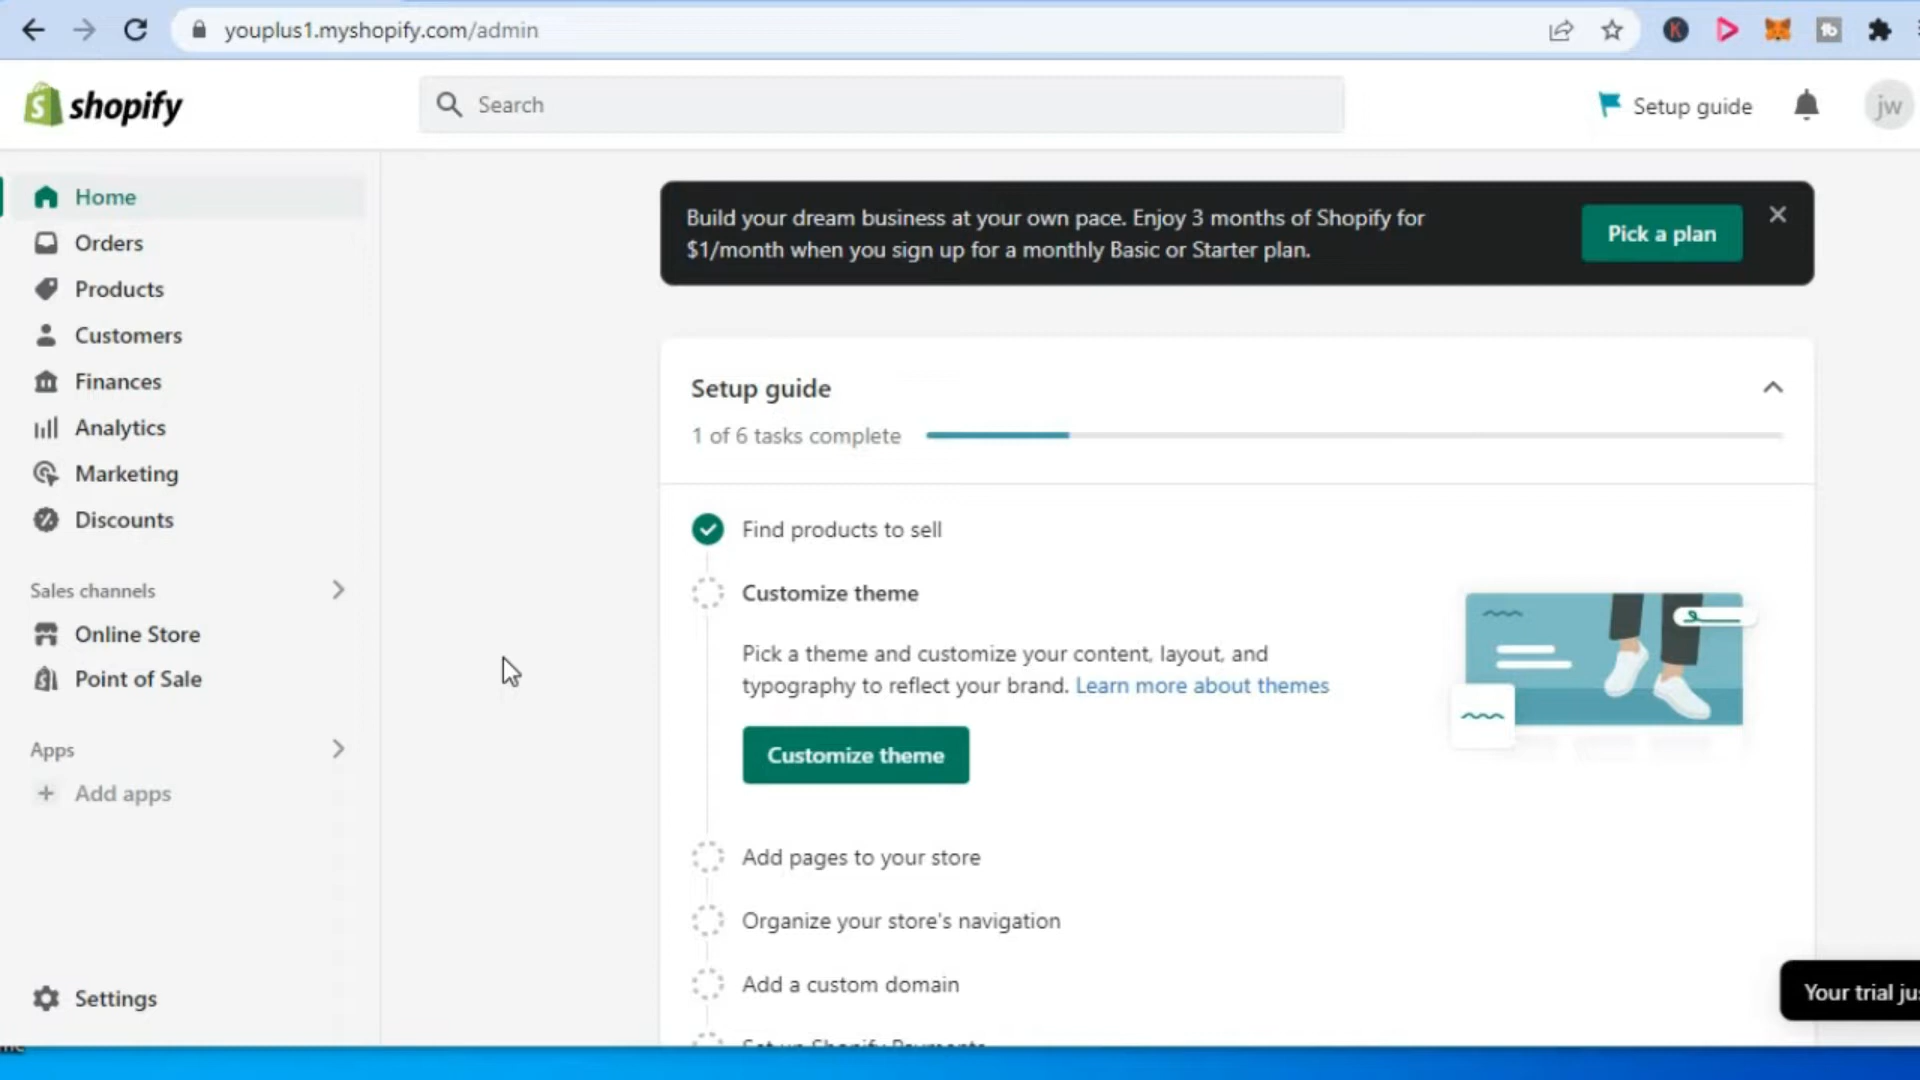 youplus1.myshopify.com/admin
shopify
Search
Setup guide
jw
Home
Orders
Products
Customers
Finances
Analytics
Marketing
Discounts
Sales channels
Online Store
Point of Sale
Apps
Add apps
Settings
Build your dream business at your own pace. Enjoy 3 months of Shopify for
$1/month when you sign up for a monthly Basic or Starter plan.
Pick a plan
Setup guide
1 of 6 tasks complete
Find products to sell
Customize theme
Pick a theme and customize your content, layout, and
typography to reflect your brand. Learn more about themes
Customize theme
Add pages to your store
Organize your store's navigation
Add a custom domain
Set up Shopify Payments
Your trial